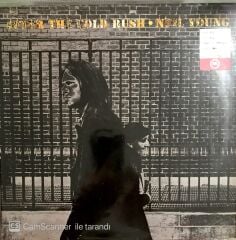 AFTER THE GOLD RUSH • NEIL YOUNG
CamScanner ile tarandı